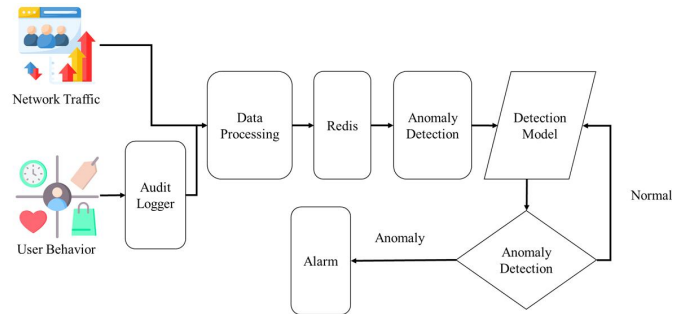 Network Traffic
User Behavior
Audit
Logger
Data
Processing
Redis
Anomaly
Detection
Detection
Model
Normal
Anomaly
Detection
Anomaly
Alarm